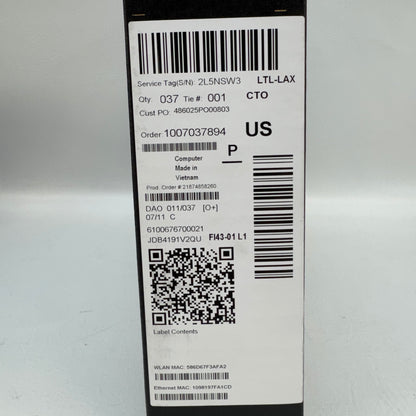 Service Tag(S/N): 2L5NSW3 LTL-LAX
Qty: 037 Tie #: 001 CTO
Cust PO: 486025PO00803
Order: 1007037894 US
Computer P
Made in
Vietnam
Prod. Order #:21874858260
DAO 011/037 [O+]
07/11 C
6100676700021
JDB4191V2QU FI43-01 L1
Label Contents
WLAN MAC: 586D67F3AFA2
Ethernet MAC: 1098197FA1CD